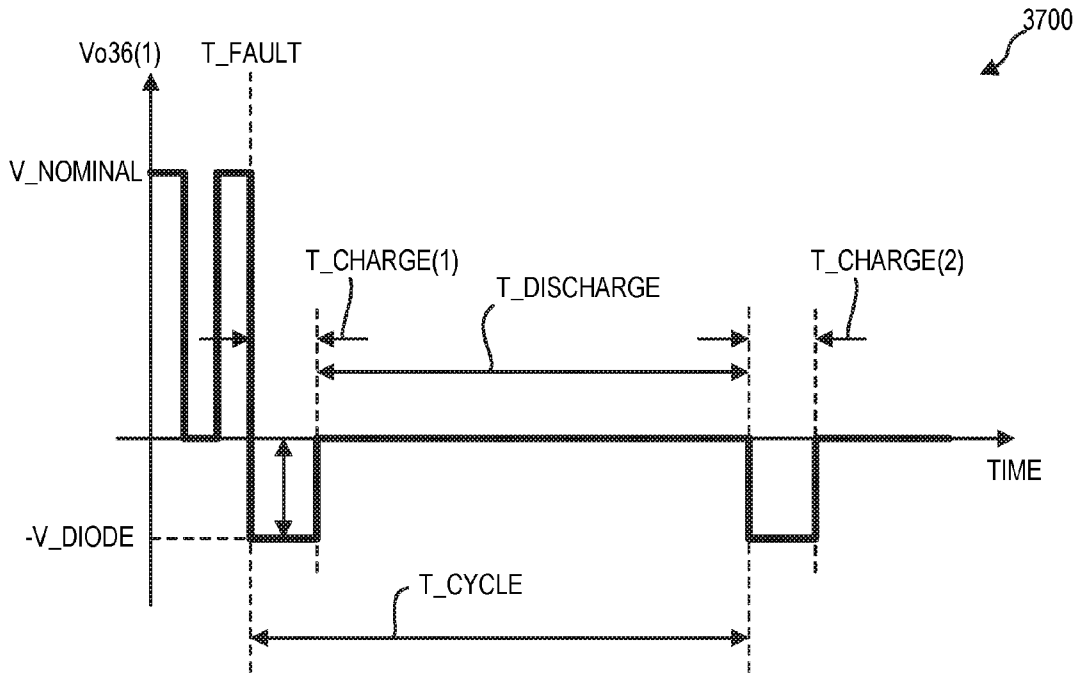 3700
Vo36(1)
T_FAULT
V_NOMINAL
T_CHARGE(1)
T_DISCHARGE
T_CHARGE(2)
TIME
-V_DIODE
T_CYCLE